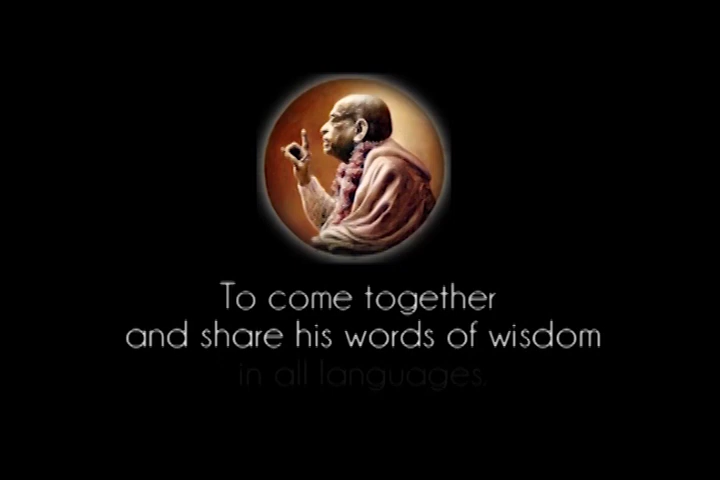 To come together
and share his words of wisdom
in all languages.